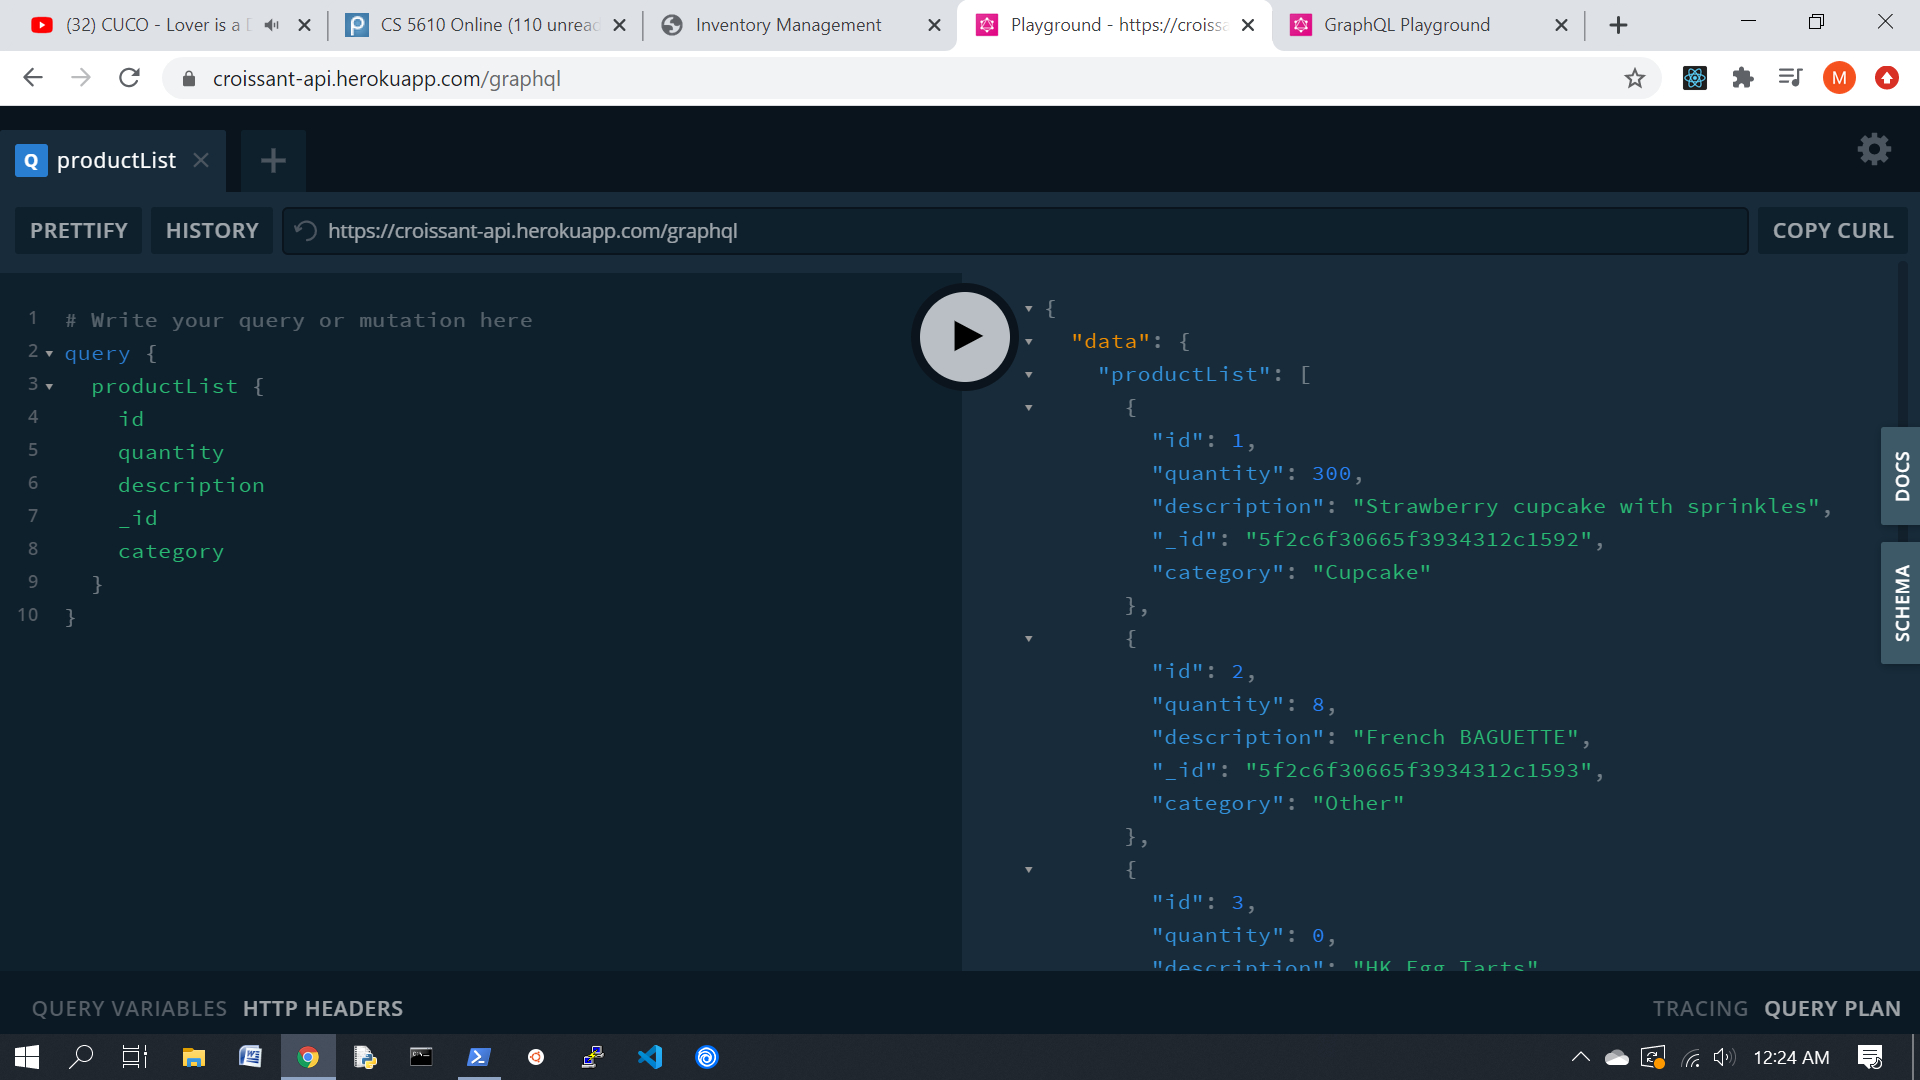 (32) CUCO - Lover is a D
CS 5610 Online (110 unread
Inventory Management
Playground - https://croissa
GraphQL Playground
croissant-api.herokuapp.com/graphql
M
Q productList
PRETTIFY
HISTORY
https://croissant-api.herokuapp.com/graphql
COPY CURL
1 # Write your query or mutation here
2 query {
3 productList {
4 id
5 quantity
6 description
7 _id
8 category
9 }
10 }
{
"data": {
"productList": [
{
"id": 1,
"quantity": 300,
"description": "Strawberry cupcake with sprinkles",
"_id": "5f2c6f30665f3934312c1592",
"category": "Cupcake"
},
{
"id": 2,
"quantity": 8,
"description": "French BAGUETTE",
"_id": "5f2c6f30665f3934312c1593",
"category": "Other"
},
{
"id": 3,
"quantity": 0,
"description": "HK Egg Tarts"
DOCS
SCHEMA
QUERY VARIABLES
HTTP HEADERS
TRACING
QUERY PLAN
12:24 AM